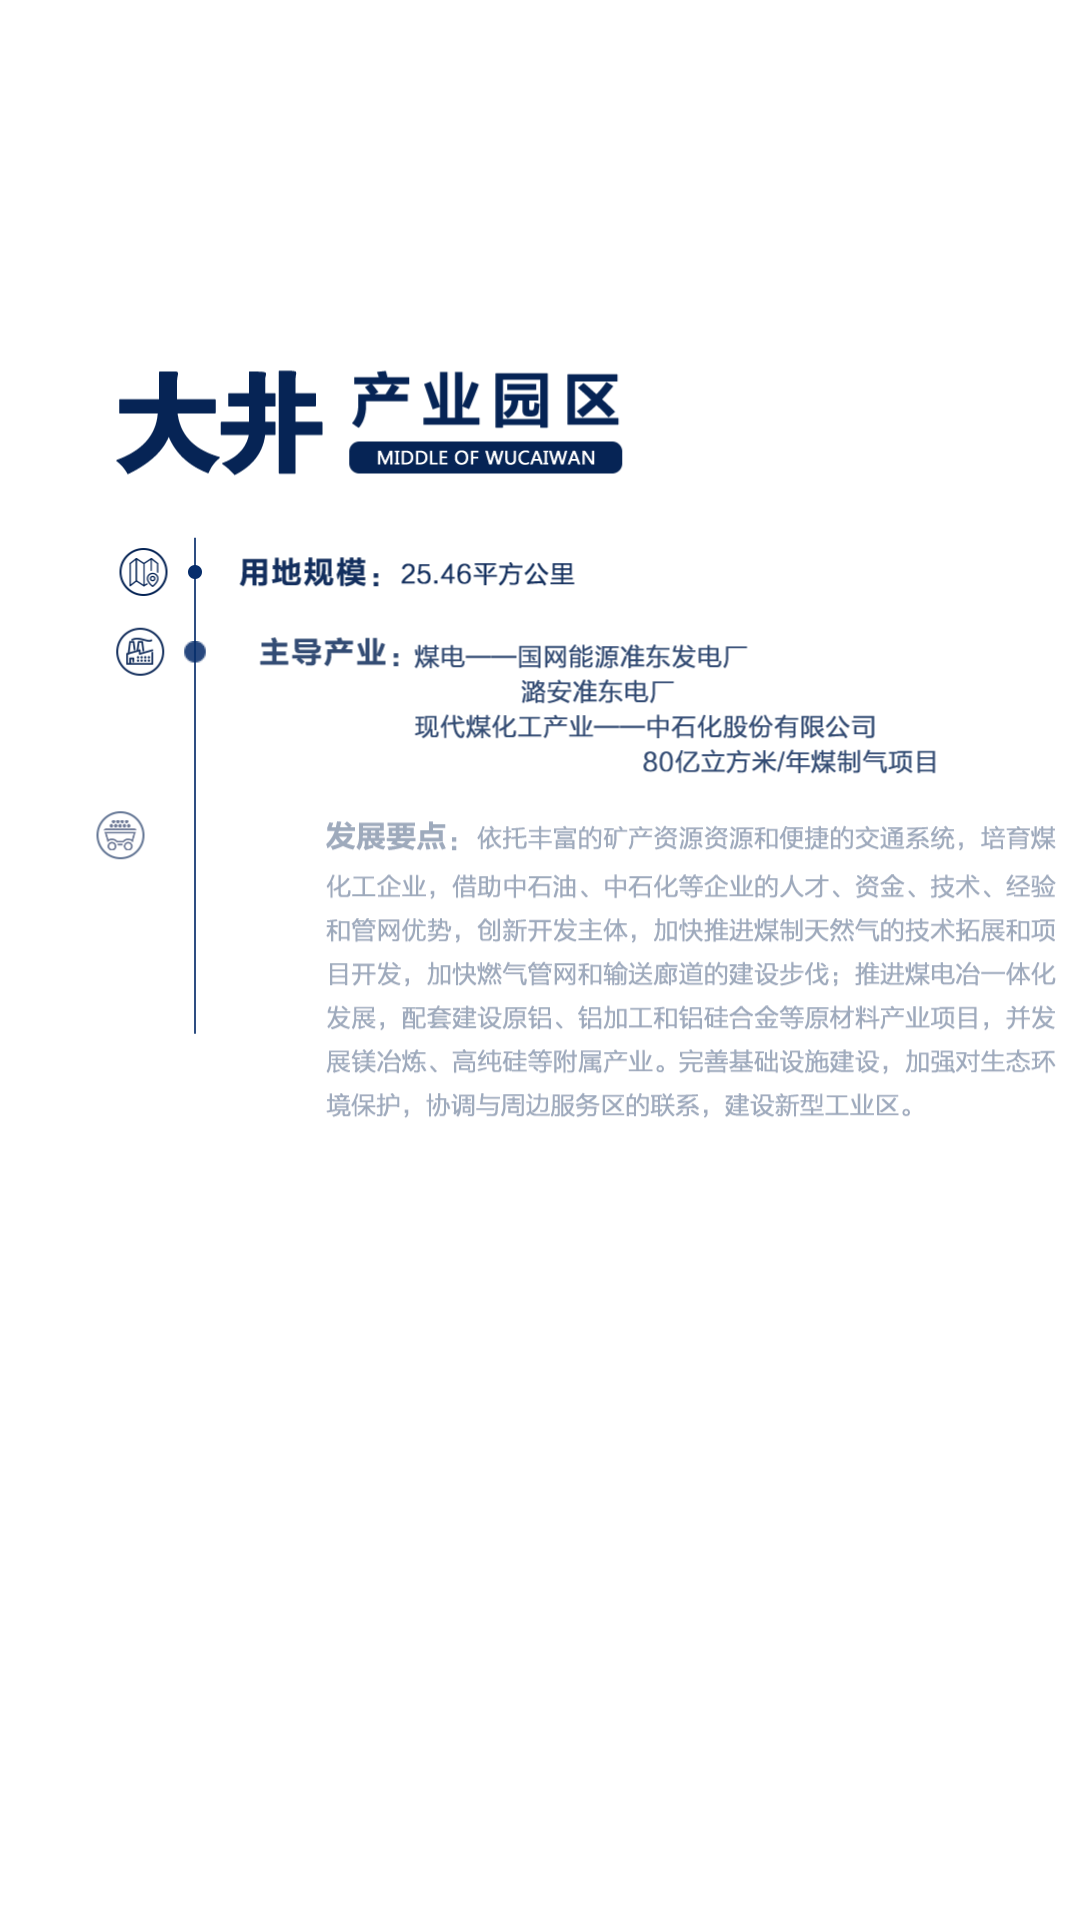 大井 产业园区
MIDDLE OF WUCAIWAN
用地规模：25.46平方公里
主导产业：煤电——国网能源准东发电厂
潞安准东电厂
现代煤化工产业——中石化股份有限公司
80亿立方米/年煤制气项目
发展要点：依托丰富的矿产资源资源和便捷的交通系统，培育煤
化工企业，借助中石油、中石化等企业的人才、资金、技术、经验
和管网优势，创新开发主体，加快推进煤制天然气的技术拓展和项
目开发，加快燃气管网和输送廊道的建设步伐；推进煤电冶一体化
发展，配套建设原铝、铝加工和铝硅合金等原材料产业项目，并发
展镁冶炼、高纯硅等附属产业。完善基础设施建设，加强对生态环
境保护，协调与周边服务区的联系，建设新型工业区。